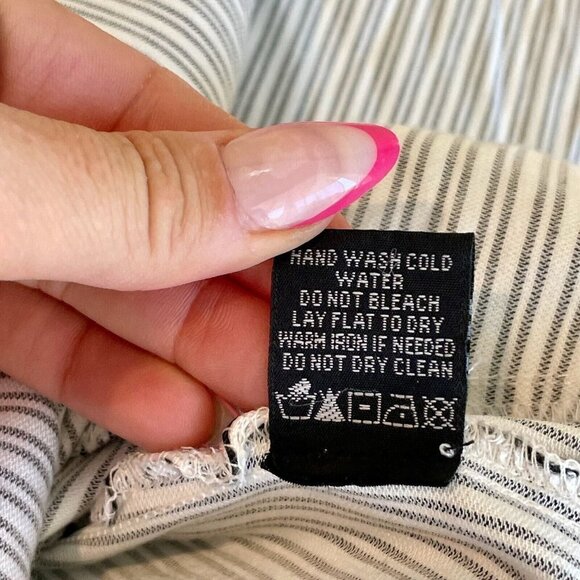 HAND WASH COLD
WATER
DO NOT BLEACH
LAY FLAT TO DRY
WARM IRON IF NEEDED
DO NOT DRY CLEAN